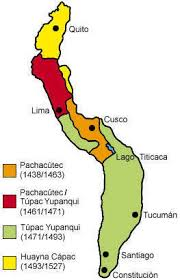 Quito
Lima
Cusco
Lago Titicaca
Tucumán
Santiago
Constitución
Pachacútec
(1438/1463)
Pachacútec /
Túpac Yupanqui
(1461/1471)
Túpac Yupanqui
(1471/1493)
Huayna Cápac
(1493/1527)